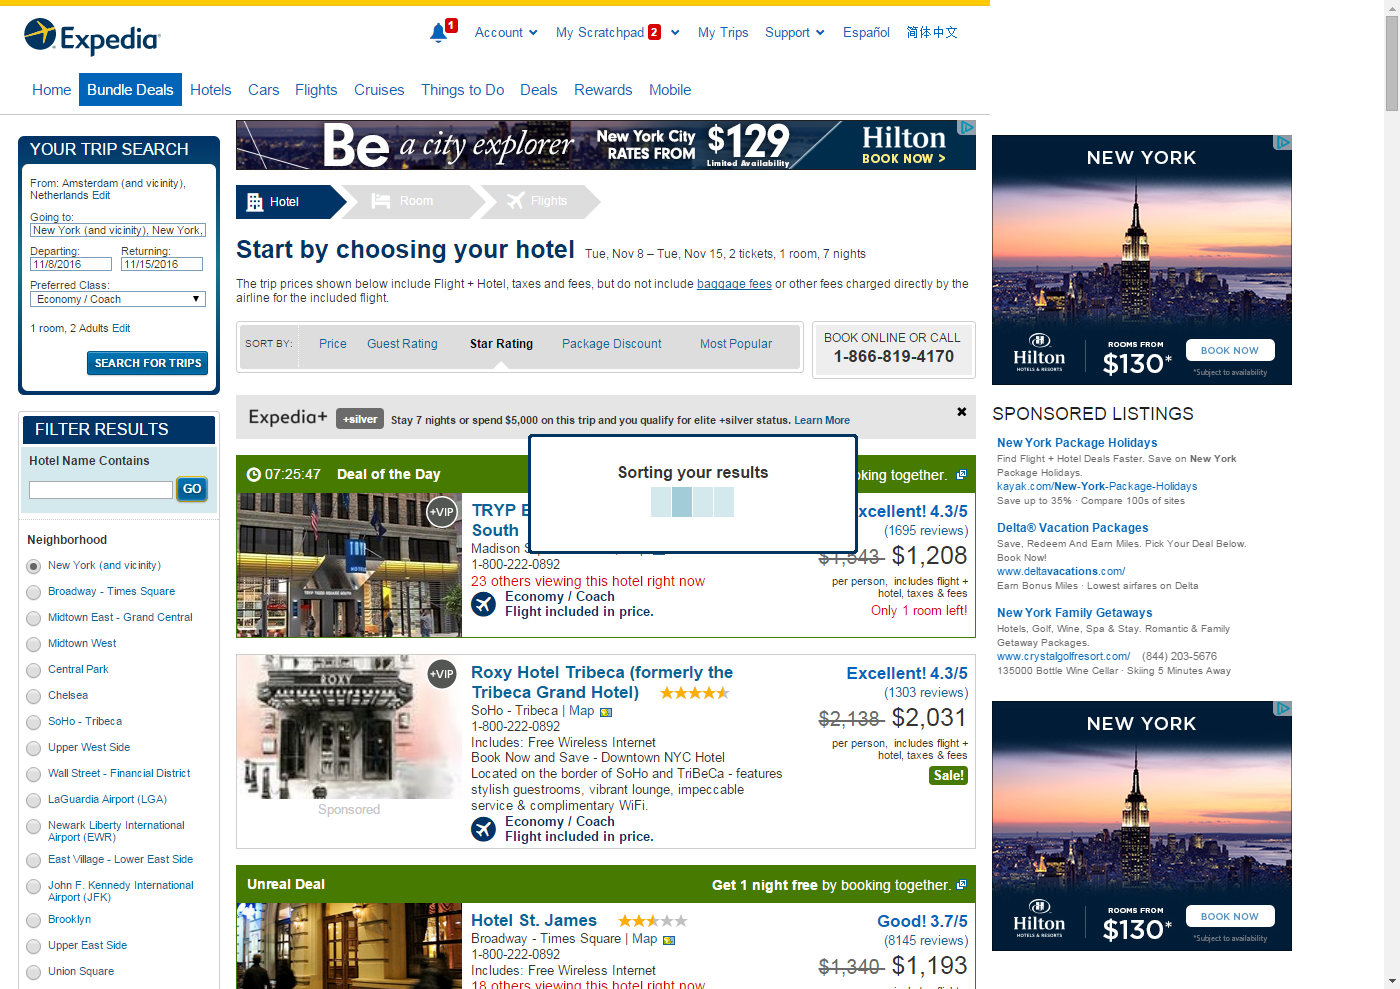 Expedia
1
Account
My Scratchpad 2
My Trips
Support
Español
简体中文
Home
Bundle Deals
Hotels
Cars
Flights
Cruises
Things to Do
Deals
Rewards
Mobile
YOUR TRIP SEARCH
From: Amsterdam (and vicinity),
Netherlands Edit
Going to:
New York (and vicinity), New York,
Departing:
Returning:
11/8/2016
11/15/2016
Preferred Class:
Economy / Coach
1 room, 2 Adults Edit
SEARCH FOR TRIPS
FILTER RESULTS
Hotel Name Contains
GO
Neighborhood
New York (and vicinity)
Broadway - Times Square
Midtown East - Grand Central
Midtown West
Central Park
Chelsea
SoHo - Tribeca
Upper West Side
Wall Street - Financial District
LaGuardia Airport (LGA)
Newark Liberty International
Airport (EWR)
East Village - Lower East Side
John F. Kennedy International
Airport (JFK)
Brooklyn
Upper East Side
Union Square
Be a city explorer
New York City
RATES FROM
$129
Limited Availability
Hilton
BOOK NOW >
Hotel
Room
Flights
Start by choosing your hotel
Tue, Nov 8 – Tue, Nov 15, 2 tickets, 1 room, 7 nights
The trip prices shown below include Flight + Hotel, taxes and fees, but do not include baggage fees or other fees charged directly by the
airline for the included flight.
SORT BY:
Price
Guest Rating
Star Rating
Package Discount
Most Popular
BOOK ONLINE OR CALL
1-866-819-4170
Expedia+
+silver
Stay 7 nights or spend $5,000 on this trip and you qualify for elite +silver status. Learn More
07:25:47
Deal of the Day
oking together.
Sorting your results
+VIP
TRYP
South
Madison
1-800-222-0892
23 others viewing this hotel right now
Economy / Coach
Flight included in price.
xcellent! 4.3/5
(1695 reviews)
$1,543 $1,208
per person, includes flight +
hotel, taxes & fees
Only 1 room left!
ROXY
+VIP
Sponsored
Roxy Hotel Tribeca (formerly the
Tribeca Grand Hotel)
SoHo - Tribeca | Map
1-800-222-0892
Includes: Free Wireless Internet
Book Now and Save - Downtown NYC Hotel
Located on the border of SoHo and TriBeCa - features
stylish guestrooms, vibrant lounge, impeccable
service & complimentary WiFi.
Economy / Coach
Flight included in price.
Excellent! 4.3/5
(1303 reviews)
$2,138 $2,031
per person, includes flight +
hotel, taxes & fees
Sale!
Unreal Deal
Get 1 night free by booking together.
Hotel St. James
Broadway - Times Square | Map
1-800-222-0892
Includes: Free Wireless Internet
18 others viewing this hotel right now
Good! 3.7/5
(8145 reviews)
$1,340 $1,193
NEW YORK
Hilton
HOTELS & RESORTS
ROOMS FROM
$130*
BOOK NOW
*Subject to availability
SPONSORED LISTINGS
New York Package Holidays
Find Flight + Hotel Deals Faster. Save on New York
Package Holidays.
kayak.com/New-York-Package-Holidays
Save up to 35% · Compare 100s of sites
Delta® Vacation Packages
Save, Redeem And Earn Miles. Pick Your Deal Below.
Book Now!
www.deltavacations.com/
Earn Bonus Miles · Lowest airfares on Delta
New York Family Getaways
Hotels, Golf, Wine, Spa & Stay. Romantic & Family
Getaway Packages.
www.crystalgolfresort.com/ (844) 203-5676
135000 Bottle Wine Cellar · Skiing 5 Minutes Away
NEW YORK
Hilton
HOTELS & RESORTS
ROOMS FROM
$130*
BOOK NOW
*Subject to availability